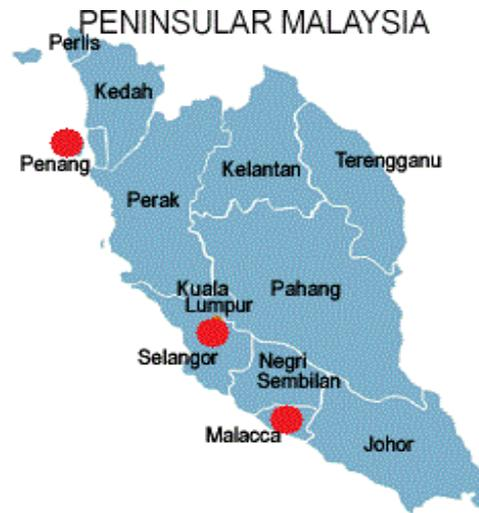 PENINSULAR MALAYSIA
Perlis
Kedah
Penang
Kelantan
Terengganu
Perak
Kuala
Lumpur
Pahang
Selangor
Negri
Sembilan
Malacca
Johor